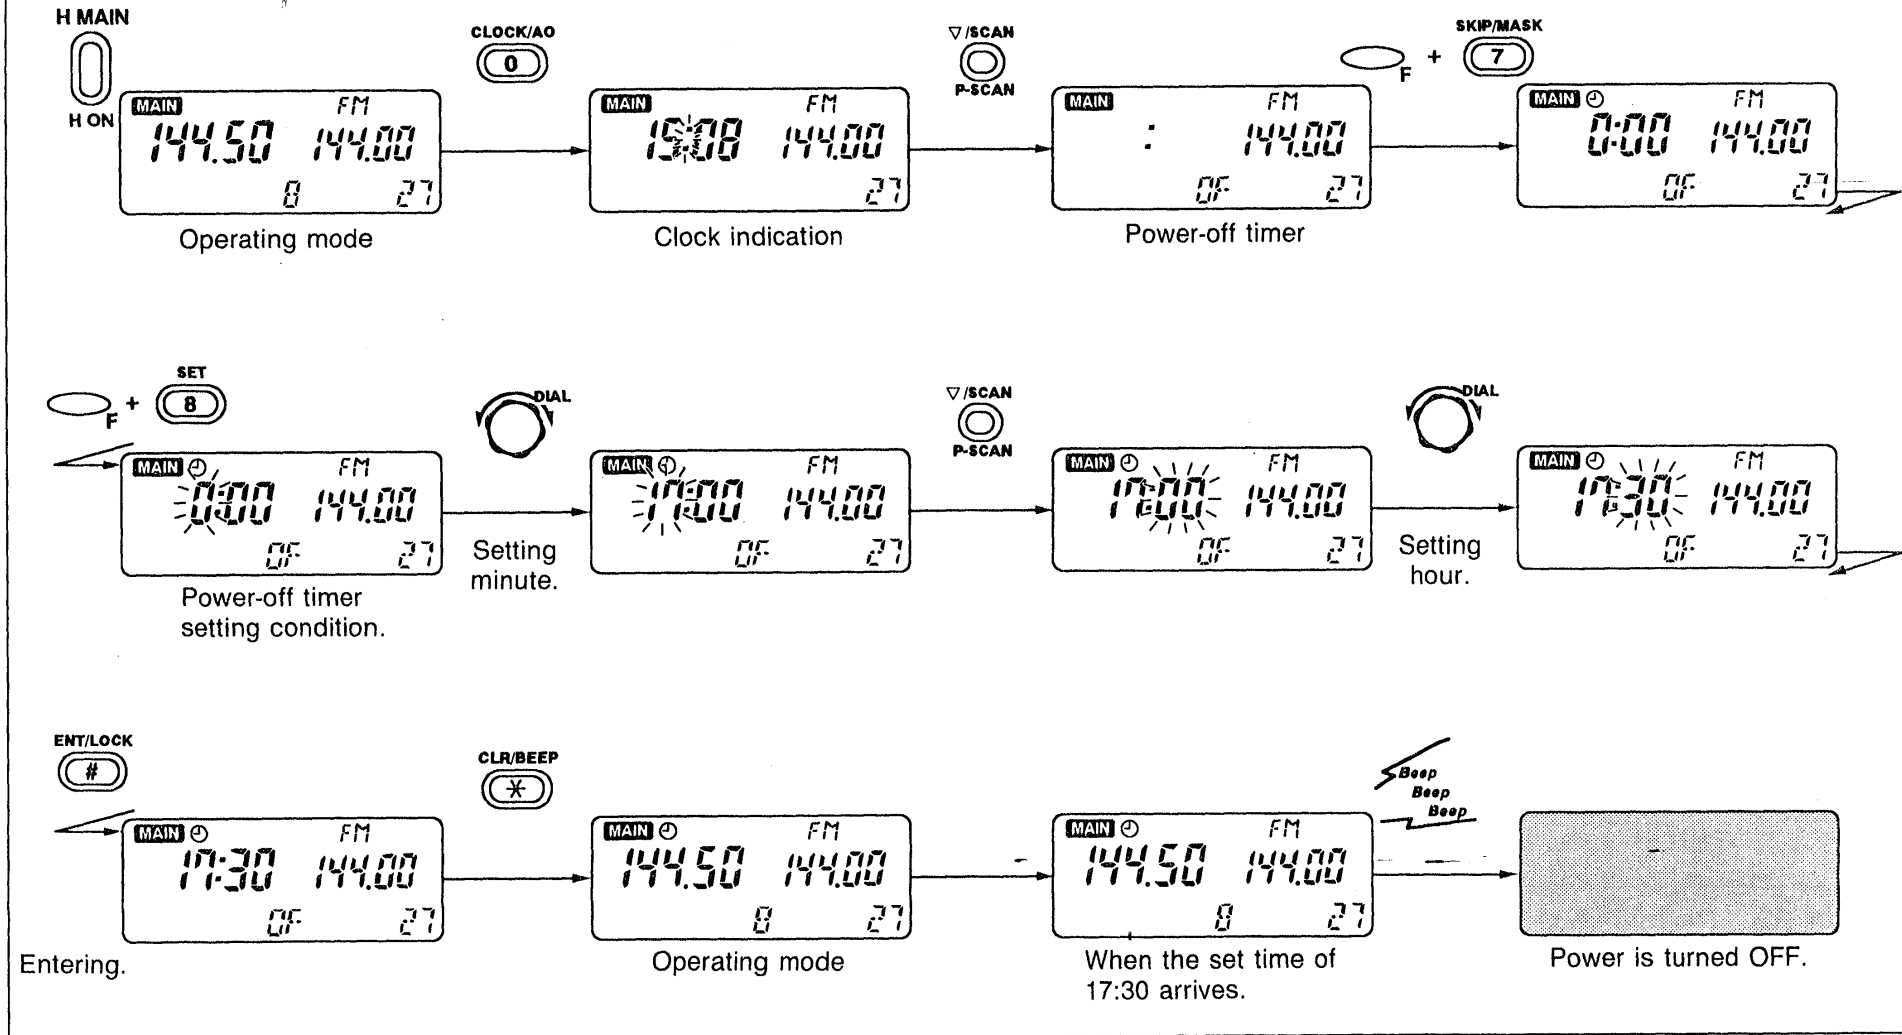 H MAIN
H ON
CLOCK/AO
0
▽/SCAN
P-SCAN
F + SKIP/MASK
7
MAIN FM
144.50 144.00
8 27
Operating mode
MAIN FM
15:08 144.00
27
Clock indication
MAIN FM
: 144.00
OF 27
Power-off timer
MAIN FM
0:00 144.00
OF 27
F + SET
8
DIAL
▽/SCAN
P-SCAN
DIAL
MAIN FM
0:00 144.00
OF 27
Power-off timer
setting condition.
Setting
minute.
MAIN FM
17:00 144.00
OF 27
MAIN FM
17:00 144.00
OF 27
Setting
hour.
MAIN FM
17:30 144.00
OF 27
ENT/LOCK
#
CLR/BEEP
*
Beep
Beep
Beep
Entering.
MAIN FM
17:30 144.00
OF 27
MAIN FM
144.50 144.00
8 27
Operating mode
MAIN FM
144.50 144.00
8 27
When the set time of
17:30 arrives.
Power is turned OFF.